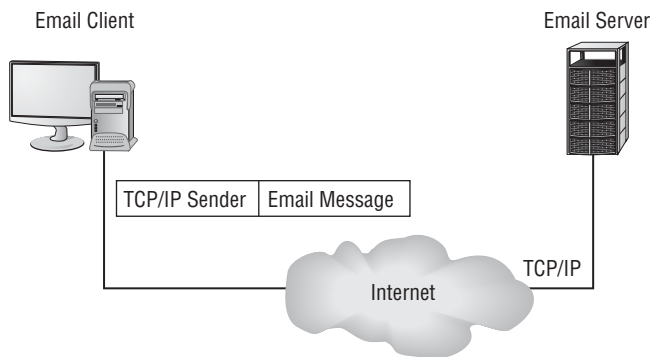 Email Client
Email Server
TCP/IP Sender
Email Message
TCP/IP
Internet